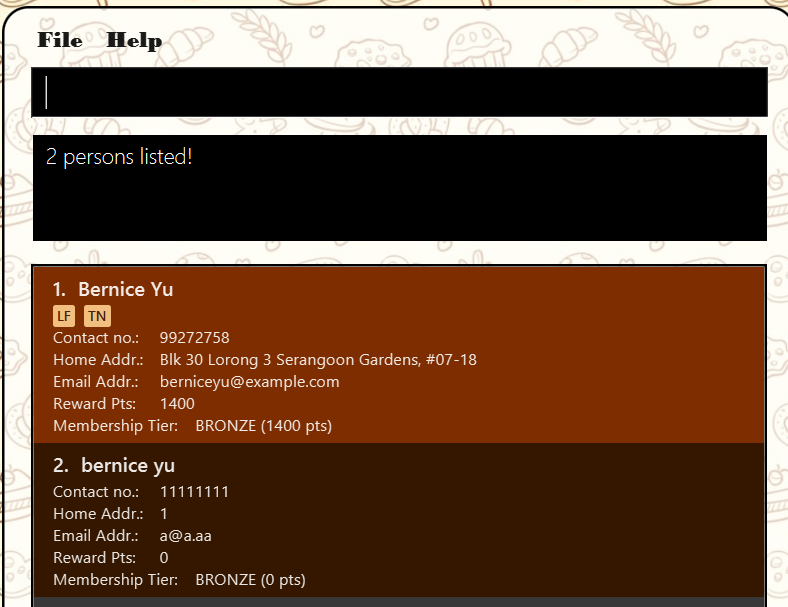 File Help
2 persons listed!
1. Bernice Yu
LF TN
Contact no.: 99272758
Home Addr.: Blk 30 Lorong 3 Serangoon Gardens, #07-18
Email Addr.: berniceyu@example.com
Reward Pts: 1400
Membership Tier: BRONZE (1400 pts)
2. bernice yu
Contact no.: 11111111
Home Addr.: 1
Email Addr.: a@a.aa
Reward Pts: 0
Membership Tier: BRONZE (0 pts)